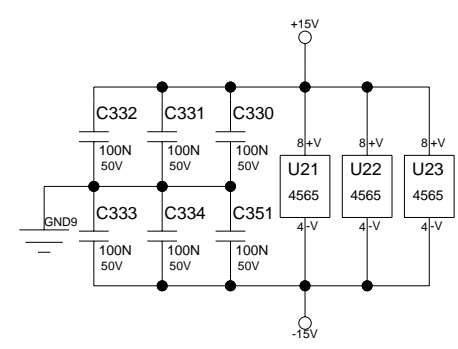 +15V
C332 C331 C330
100N 100N 100N
50V 50V 50V
8 +V 8 +V 8 +V
U21 U22 U23
4565 4565 4565
4 -V 4 -V 4 -V
GND9
C333 C334 C351
100N 100N 100N
50V 50V 50V
-15V